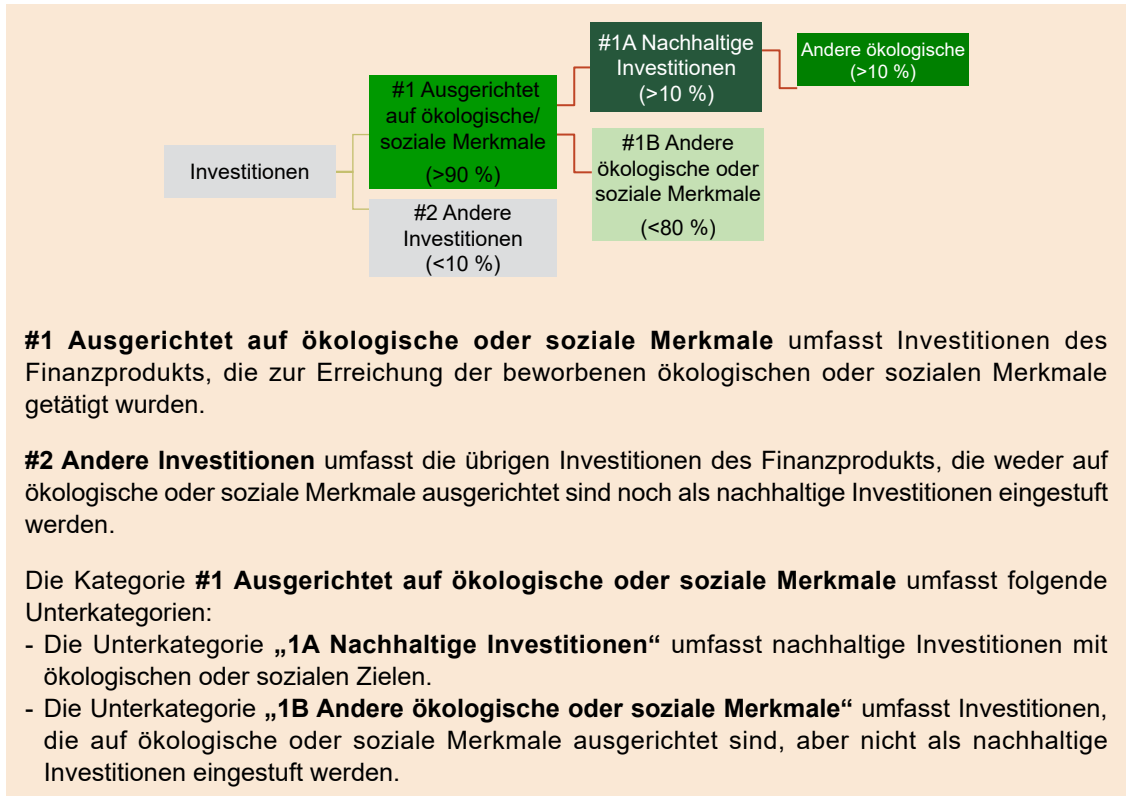 #1A Nachhaltige
Investitionen
(>10 %)
Andere ökologische
(>10 %)
#1 Ausgerichtet
auf ökologische/
soziale Merkmale
(>90 %)
#1B Andere
ökologische oder
soziale Merkmale
(<80 %)
Investitionen
#2 Andere
Investitionen
(<10 %)
#1 Ausgerichtet auf ökologische oder soziale Merkmale umfasst Investitionen des
Finanzprodukts, die zur Erreichung der beworbenen ökologischen oder sozialen Merkmale
getätigt wurden.
#2 Andere Investitionen umfasst die übrigen Investitionen des Finanzprodukts, die weder auf
ökologische oder soziale Merkmale ausgerichtet sind noch als nachhaltige Investitionen eingestuft
werden.
Die Kategorie #1 Ausgerichtet auf ökologische oder soziale Merkmale umfasst folgende
Unterkategorien:
- Die Unterkategorie „1A Nachhaltige Investitionen“ umfasst nachhaltige Investitionen mit
ökologischen oder sozialen Zielen.
- Die Unterkategorie „1B Andere ökologische oder soziale Merkmale“ umfasst Investitionen,
die auf ökologische oder soziale Merkmale ausgerichtet sind, aber nicht als nachhaltige
Investitionen eingestuft werden.